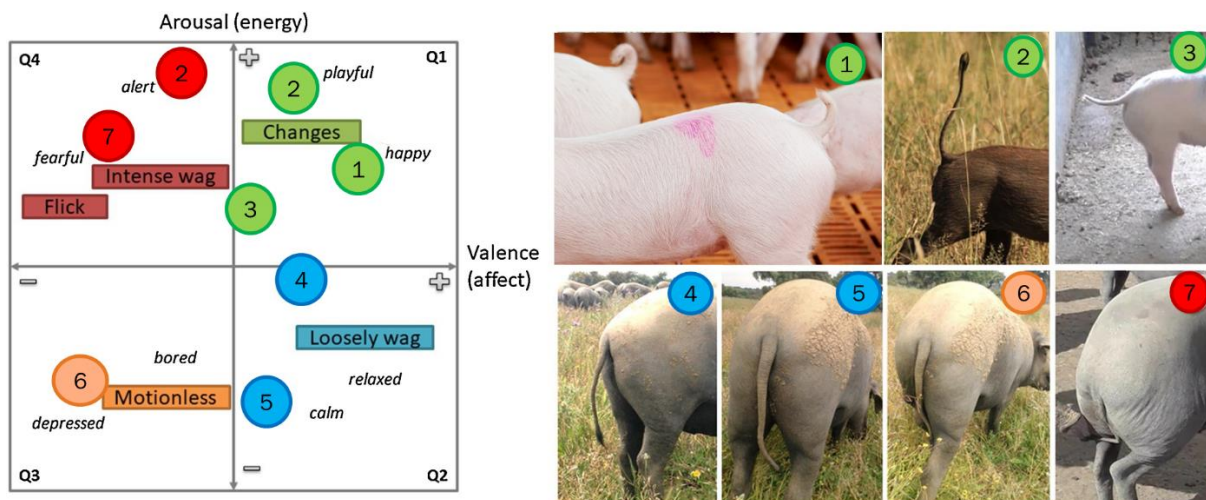 Arousal (energy)
Q4
Q1
2
alert
2
playful
7
Changes
fearful
1
happy
Intense wag
Flick
3
Valence
(affect)
4
Loosely wag
bored
relaxed
6
Motionless
5
calm
depressed
Q3
Q2
1
2
3
4
5
6
7